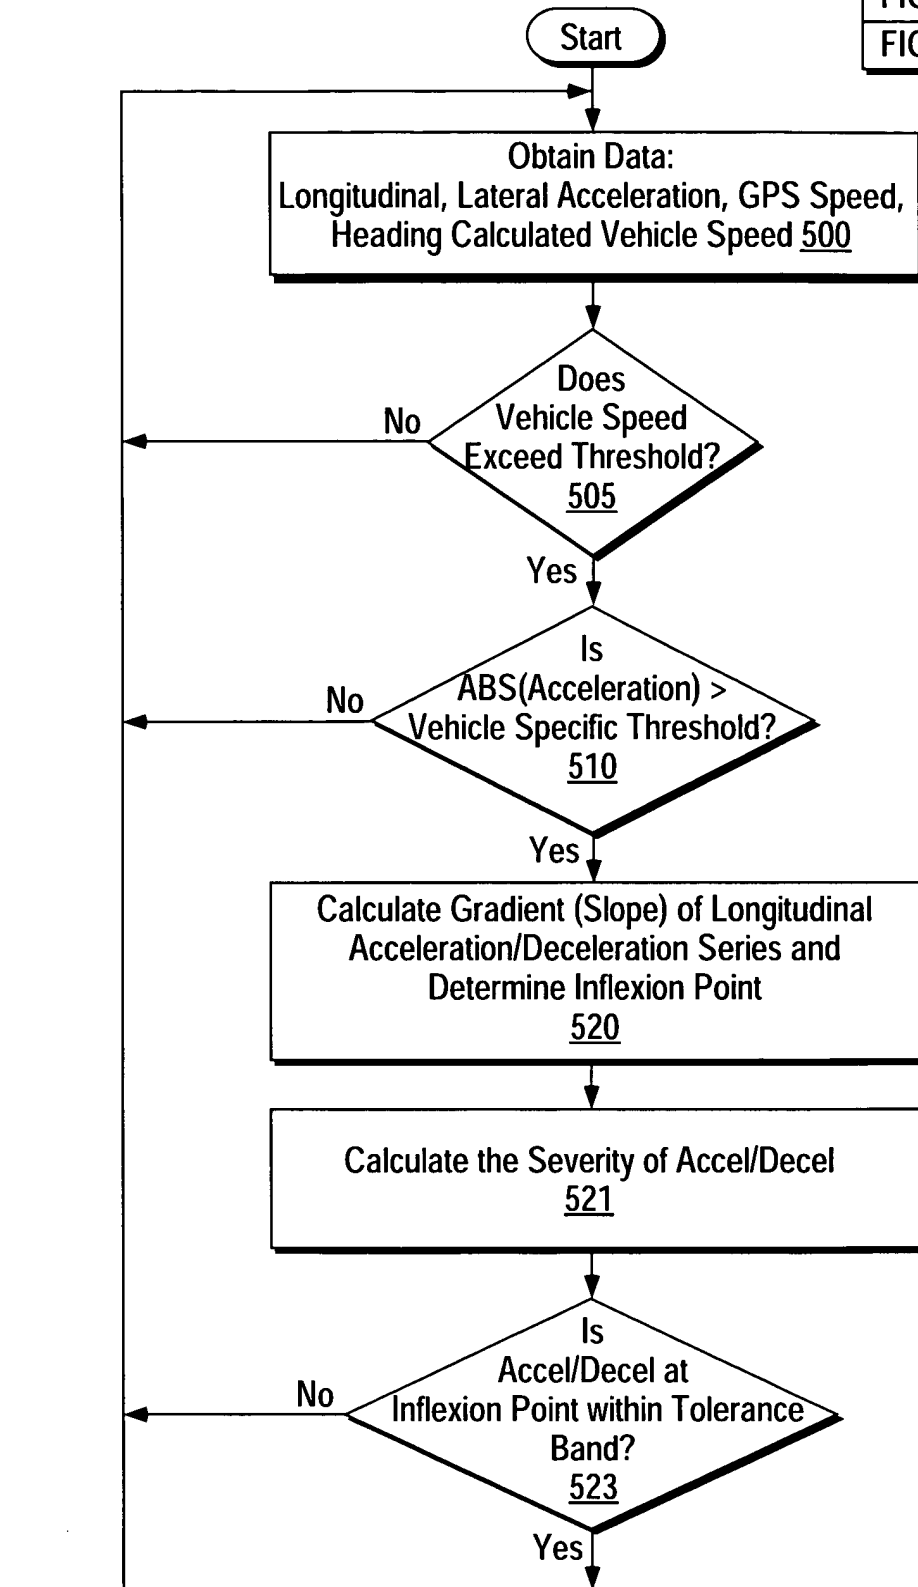 FIG
Start
Obtain Data:
Longitudinal, Lateral Acceleration, GPS Speed,
Heading Calculated Vehicle Speed 500
Does
Vehicle Speed
Exceed Threshold?
505
No
Yes
Is
ABS(Acceleration) >
Vehicle Specific Threshold?
510
No
Yes
Calculate Gradient (Slope) of Longitudinal
Acceleration/Deceleration Series and
Determine Inflexion Point
520
Calculate the Severity of Accel/Decel
521
Is
Accel/Decel at
Inflexion Point within Tolerance
Band?
523
No
Yes